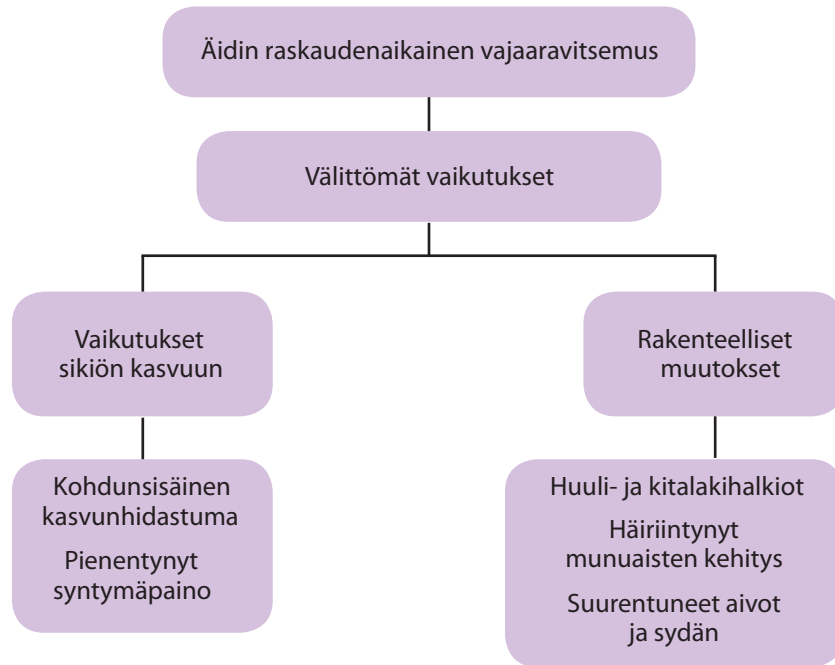 Äidin raskaudenaikainen vajaaravitsemus
Välittömät vaikutukset
Vaikutukset
sikiön kasvuun
Kohdunsisäinen
kasvunhidastuma
Pienentynyt
syntymäpaino
Rakenteelliset
muutokset
Huuli- ja kitalakihalkiot
Häiriintynyt
munuaisten kehitys
Suurentuneet aivot
ja sydän